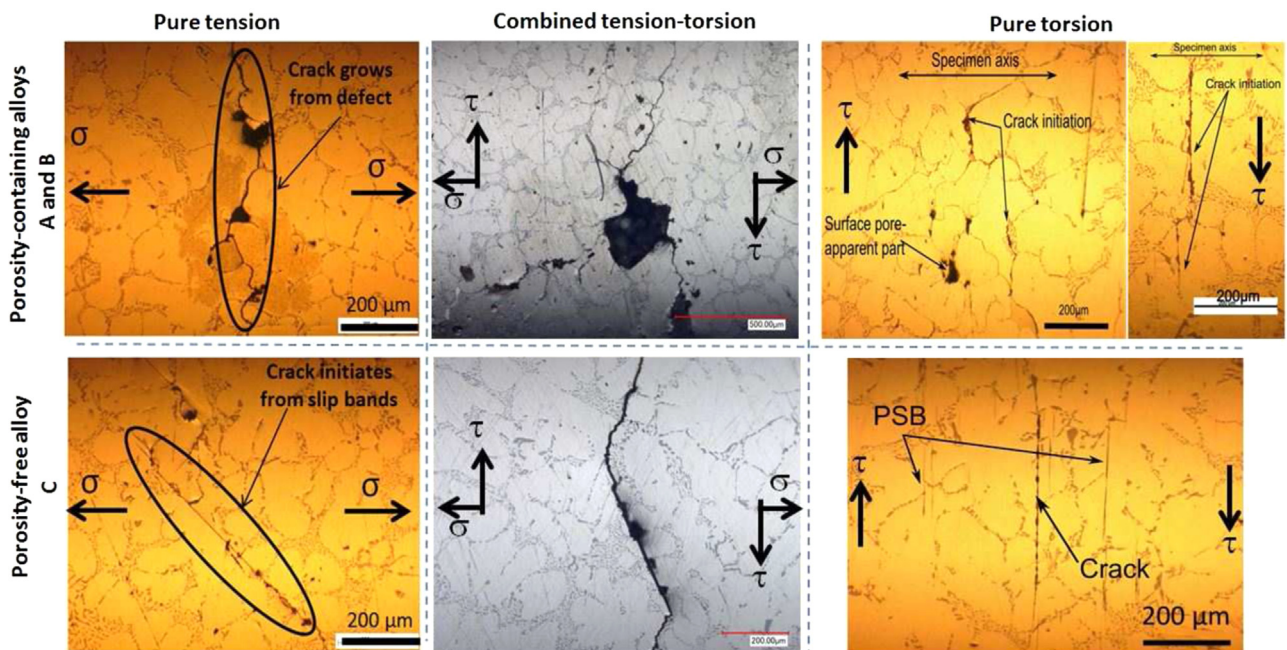 Pure tension
Combined tension-torsion
Pure torsion
Porosity-containing alloys
A and B
Crack grows
from defect
σ
σ
200 µm
τ
σ
σ
τ
500.00µm
Specimen axis
τ
Crack initiation
Surface pore-
apparent part
200µm
Specimen axis
Crack initiation
τ
200µm
Porosity-free alloy
C
Crack initiates
from slip bands
σ
σ
200 µm
τ
σ
σ
τ
200.00µm
PSB
τ
τ
Crack
200 µm